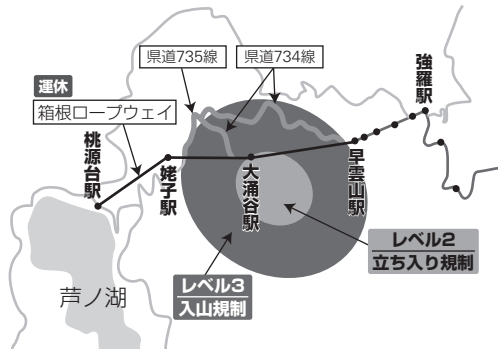 県道735線
県道734線
運休
箱根ロープウェイ
強羅駅
桃源台駅
姥子駅
大涌谷駅
早雲山駅
レベル2
立ち入り規制
レベル3
入山規制
芦ノ湖